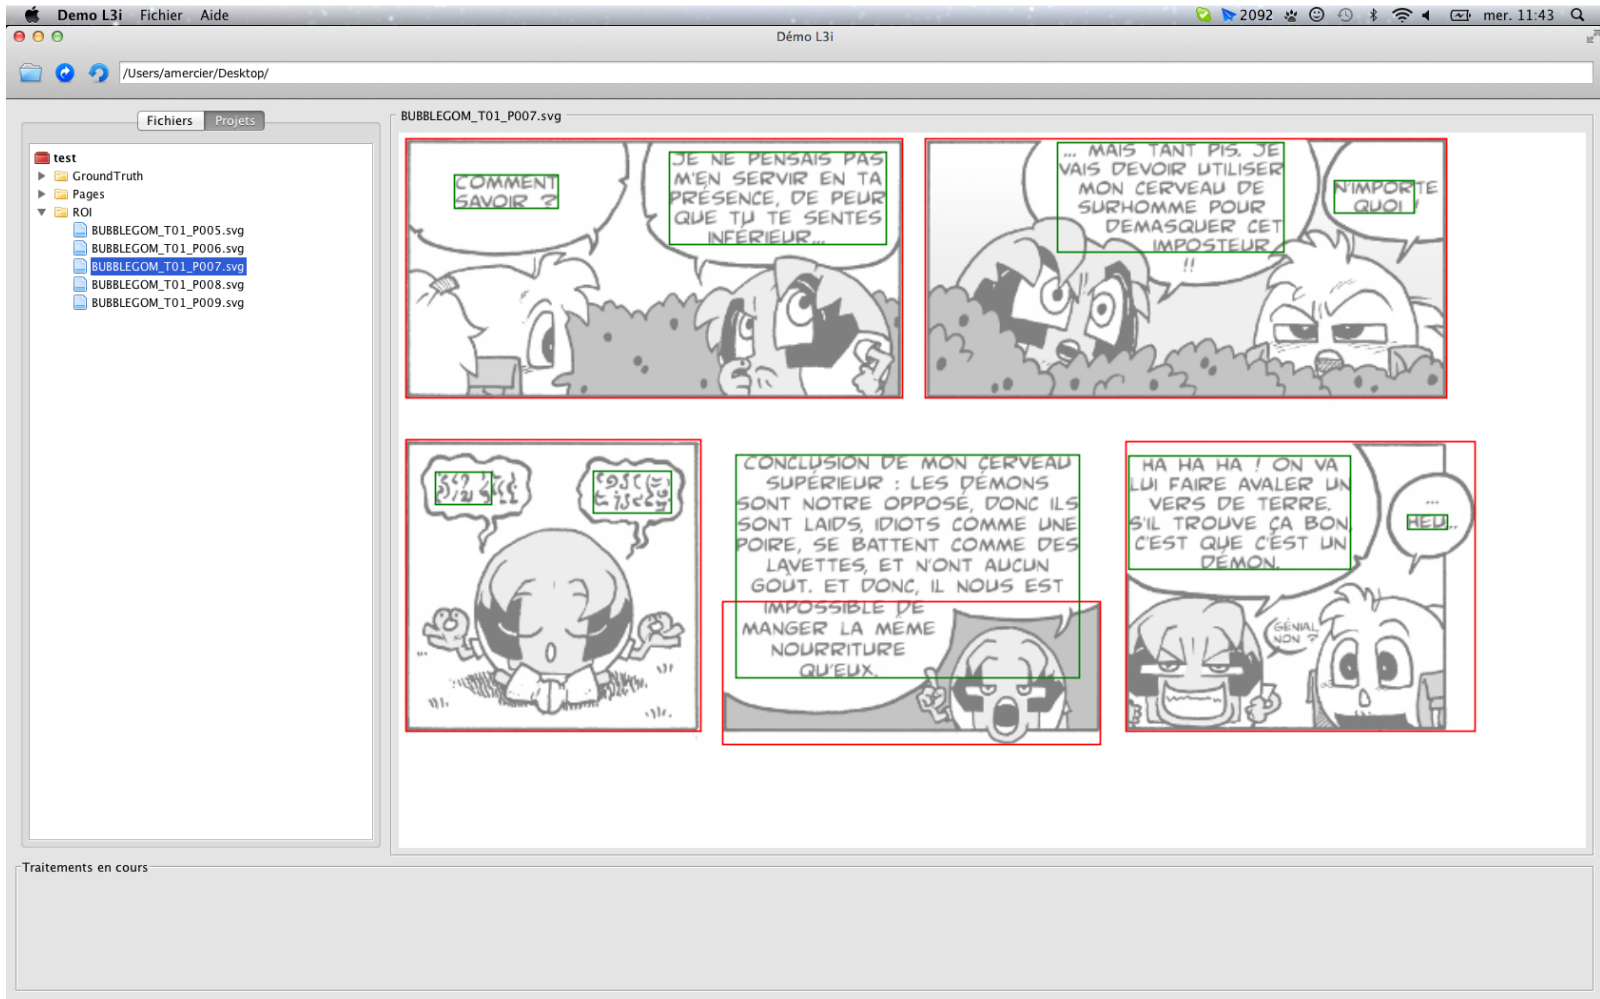 Demo L3i Fichier Aide
2092 mer. 11:43
Démo L3i
/Users/amercier/Desktop/
Fichiers Projets
test
GroundTruth
Pages
ROI
BUBBLEGOM_T01_P005.svg
BUBBLEGOM_T01_P006.svg
BUBBLEGOM_T01_P007.svg
BUBBLEGOM_T01_P008.svg
BUBBLEGOM_T01_P009.svg
BUBBLEGOM_T01_P007.svg
COMMENT
SAVOIR ?
JE NE PENSAIS PAS
M'EN SERVIR EN TA
PRÉSENCE, DE PEUR
QUE TU TE SENTES
INFÉRIEUR...
... MAIS TANT PIS. JE
VAIS DEVOIR UTILISER
MON CERVEAU DE
SURHOMME POUR
DEMASQUER CET
IMPOSTEUR
!!
N'IMPORTE
QUOI !
CONCLUSION DE MON CERVEAU
SUPÉRIEUR : LES DÉMONS
SONT NOTRE OPPOSÉ, DONC ILS
SONT LAIDS, IDIOTS COMME UNE
POIRE, SE BATTENT COMME DES
LAVETTES, ET N'ONT AUCUN
GOÛT. ET DONC, IL NOUS EST
IMPOSSIBLE DE
MANGER LA MÊME
NOURRITURE
QU'EUX.
HA HA HA ! ON VA
LUI FAIRE AVALER UN
VERS DE TERRE.
S'IL TROUVE ÇA BON,
C'EST QUE C'EST UN
DÉMON.
...
HEU...
GÉNIAL
NON ?
Traitements en cours